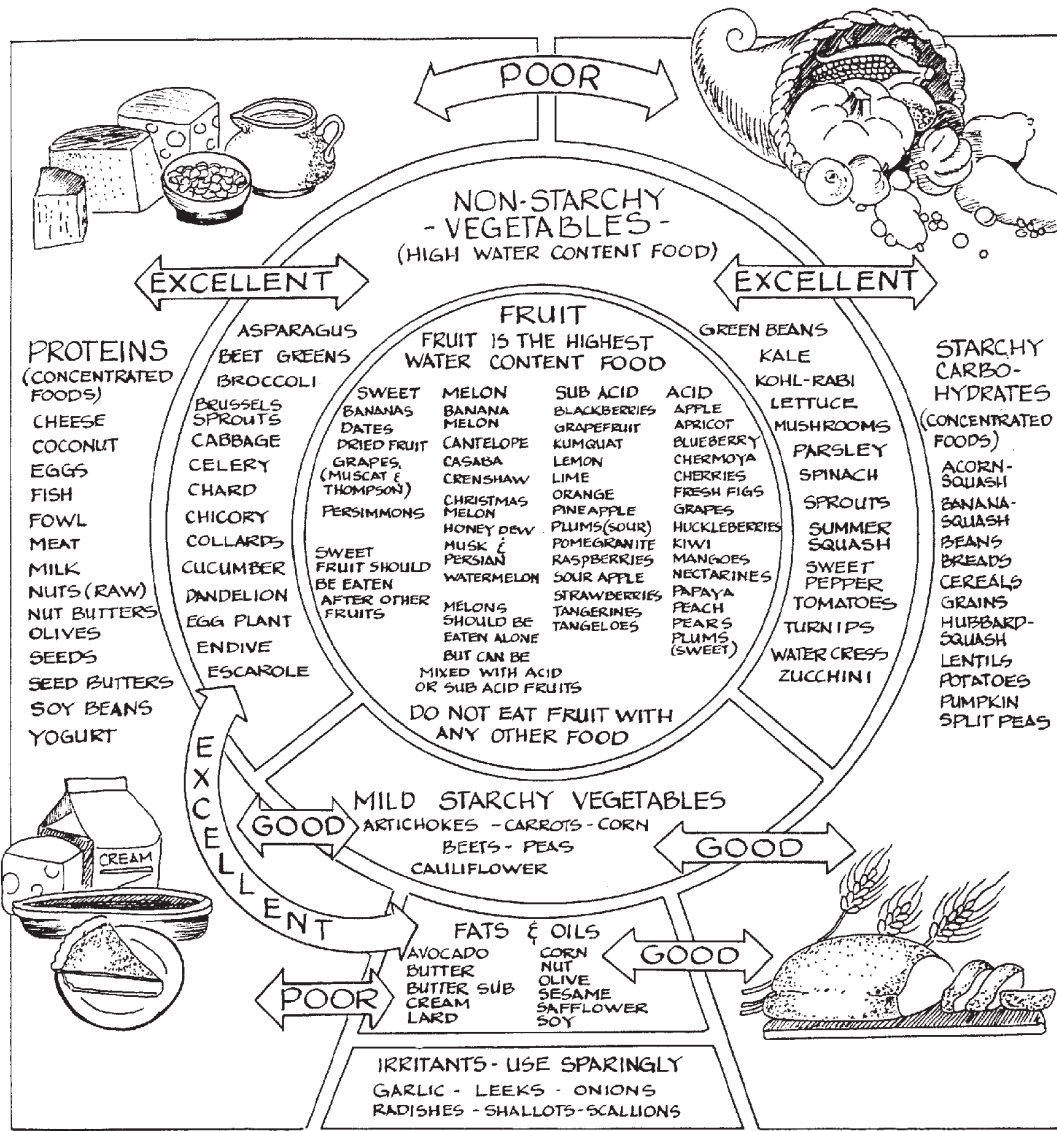 POOR
NON-STARCHY
- VEGETABLES -
(HIGH WATER CONTENT FOOD)
EXCELLENT
EXCELLENT
PROTEINS
(CONCENTRATED
FOODS)
CHEESE
COCONUT
EGGS
FISH
FOWL
MEAT
MILK
NUTS (RAW)
NUT BUTTERS
OLIVES
SEEDS
SEED BUTTERS
SOY BEANS
YOGURT
ASPARAGUS
BEET GREENS
BROCCOLI
BRUSSELS
SPROUTS
CABBAGE
CELERY
CHARD
CHICORY
COLLARDS
CUCUMBER
DANDELION
EGG PLANT
ENDIVE
ESCAROLE
FRUIT
FRUIT IS THE HIGHEST
WATER CONTENT FOOD
SWEET
BANANAS
DATES
DRIED FRUIT
GRAPES,
(MUSCAT &
THOMPSON)
PERSIMMONS
SWEET
FRUIT SHOULD
BE EATEN
AFTER OTHER
FRUITS
MELON
BANANA
MELON
CANTELOPE
CASABA
CRENSHAW
CHRISTMAS
MELON
HONEY DEW
MUSK &
PERSIAN
WATERMELON
MELONS
SHOULD BE
EATEN ALONE
BUT CAN BE
MIXED WITH ACID
OR SUB ACID FRUITS
SUB ACID
BLACKBERRIES
GRAPEFRUIT
KUMQUAT
LEMON
LIME
ORANGE
PINEAPPLE
PLUMS (SOUR)
POMEGRANITE
RASPBERRIES
SOUR APPLE
STRAWBERRIES
TANGERINES
TANGELOES
ACID
APPLE
APRICOT
BLUEBERRY
CHERMOYA
CHERRIES
FRESH FIGS
GRAPES
HUCKLEBERRIES
KIWI
MANGOES
NECTARINES
PAPAYA
PEACH
PEARS
PLUMS
(SWEET)
DO NOT EAT FRUIT WITH
ANY OTHER FOOD
GREEN BEANS
KALE
KOHL-RABI
LETTUCE
MUSHROOMS
PARSLEY
SPINACH
SPROUTS
SUMMER
SQUASH
SWEET
PEPPER
TOMATOES
TURNIPS
WATER CRESS
ZUCCHINI
STARCHY
CARBO-
HYDRATES
(CONCENTRATED
FOODS)
ACORN-
SQUASH
BANANA-
SQUASH
BEANS
BREADS
CEREALS
GRAINS
HUBBARD-
SQUASH
LENTILS
POTATOES
PUMPKIN
SPLIT PEAS
EXCELLENT
MILD STARCHY VEGETABLES
ARTICHOKES - CARROTS - CORN
BEETS - PEAS
CAULIFLOWER
GOOD
GOOD
CREAM
FATS & OILS
AVOCADO
BUTTER
BUTTER SUB
CREAM
LARD
CORN
NUT
OLIVE
SESAME
SAFFLOWER
SOY
GOOD
POOR
IRRITANTS - USE SPARINGLY
GARLIC - LEEKS - ONIONS
RADISHES - SHALLOTS - SCALLIONS